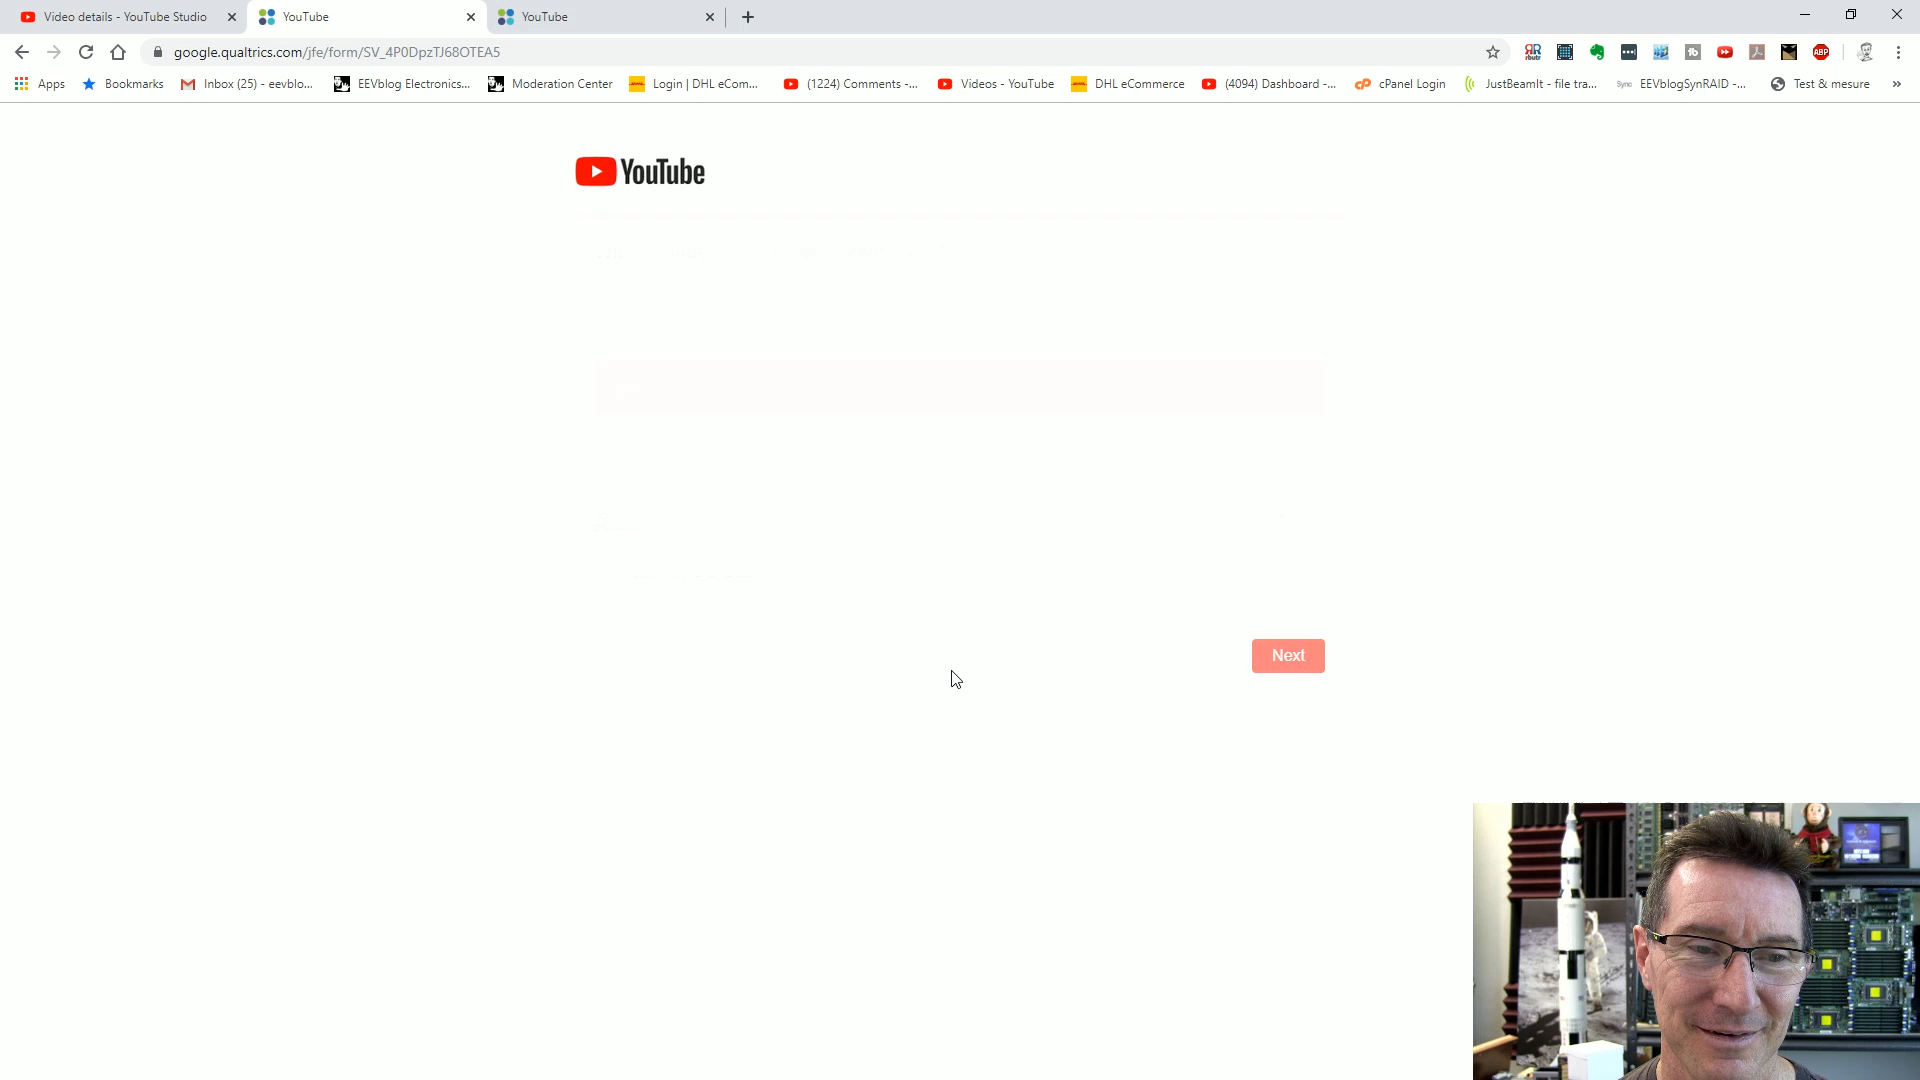 Video details - YouTube Studio
YouTube
YouTube
google.qualtrics.com/jfe/form/SV_4P0DpzTJ68OTEA5
Apps
Bookmarks
Inbox (25) - eevblo...
EEVblog Electronics...
Moderation Center
Login | DHL eCom...
(1224) Comments -...
Videos - YouTube
DHL eCommerce
(4094) Dashboard -...
cPanel Login
JustBeamIt - file tra...
Sync
EEVblogSynRAID -...
Test & mesure
»
YouTube
Next